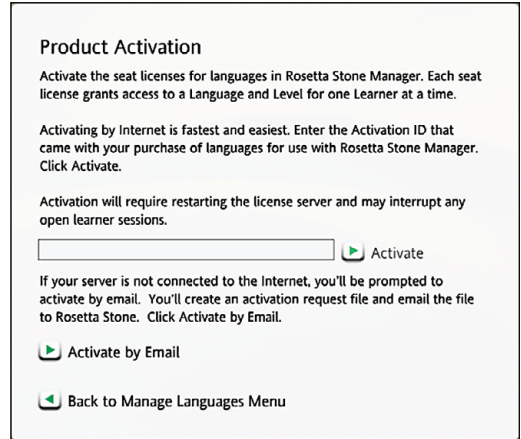 Product Activation
Activate the seat licenses for languages in Rosetta Stone Manager. Each seat
license grants access to a Language and Level for one Learner at a time.
Activating by Internet is fastest and easiest. Enter the Activation ID that
came with your purchase of languages for use with Rosetta Stone Manager.
Click Activate.
Activation will require restarting the license server and may interrupt any
open learner sessions.
Activate
If your server is not connected to the Internet, you'll be prompted to
activate by email. You'll create an activation request file and email the file
to Rosetta Stone. Click Activate by Email.
Activate by Email
Back to Manage Languages Menu